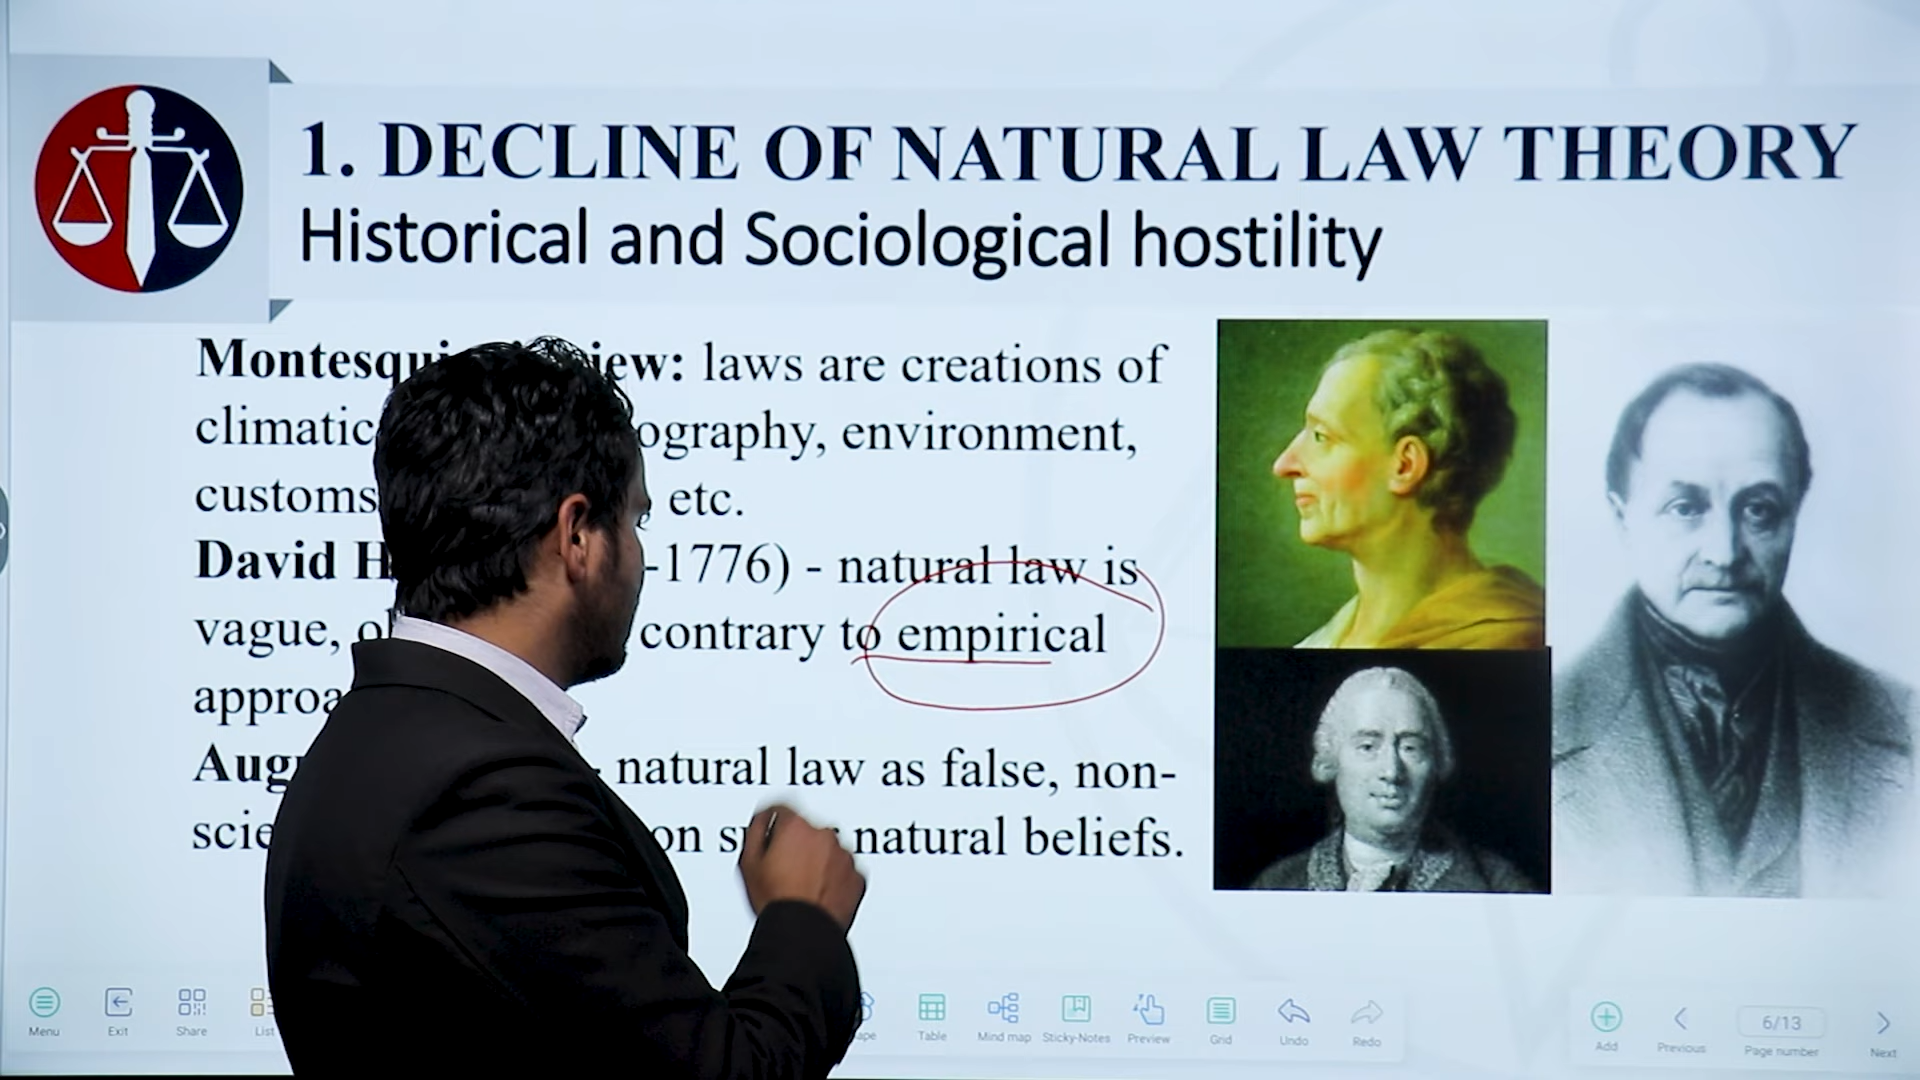 1. DECLINE OF NATURAL LAW THEORY
Historical and Sociological hostility
Montesqui iew: laws are creations of
climatic ography, environment,
customs etc.
David H -1776) - natural law is
vague, contrary to empirical
approa
Aug - natural law as false, non-
scie on natural beliefs.
Menu Exit Share List ape Table Mind map Sticky-Notes Preview Grid Undo Redo Add Previous 6/13 Page number Next